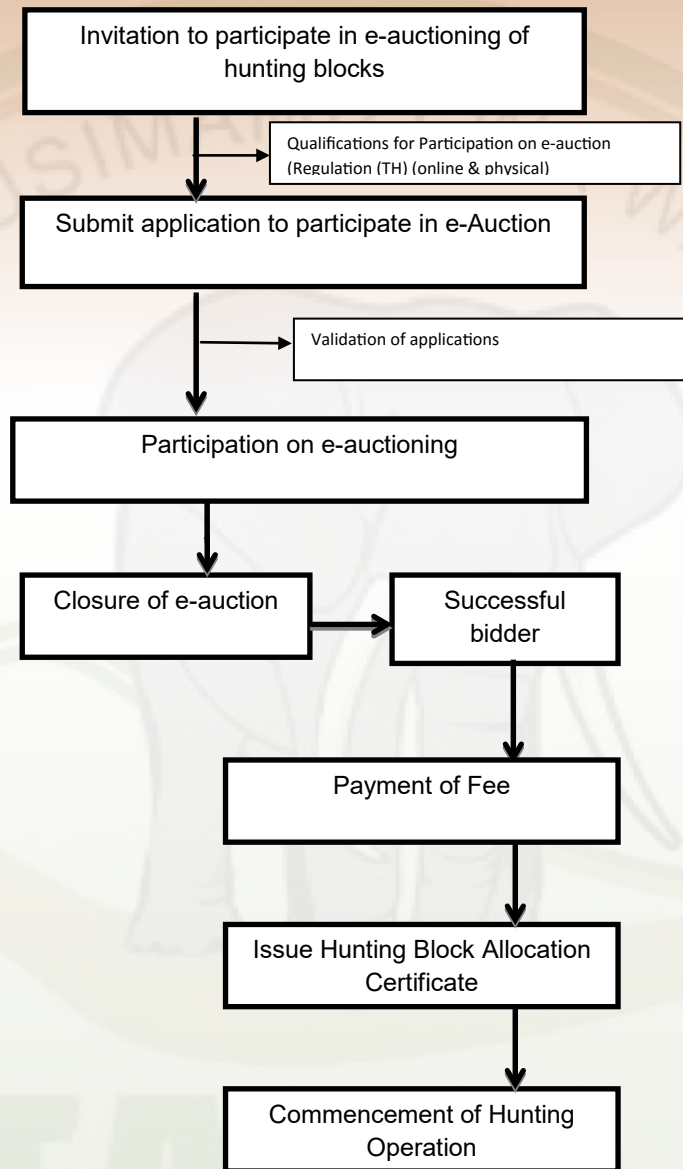 Invitation to participate in e-auctioning of
hunting blocks
Qualifications for Participation on e-auction
(Regulation (TH) (online & physical)
Submit application to participate in e-Auction
Validation of applications
Participation on e-auctioning
Closure of e-auction
Successful
bidder
Payment of Fee
Issue Hunting Block Allocation
Certificate
Commencement of Hunting
Operation